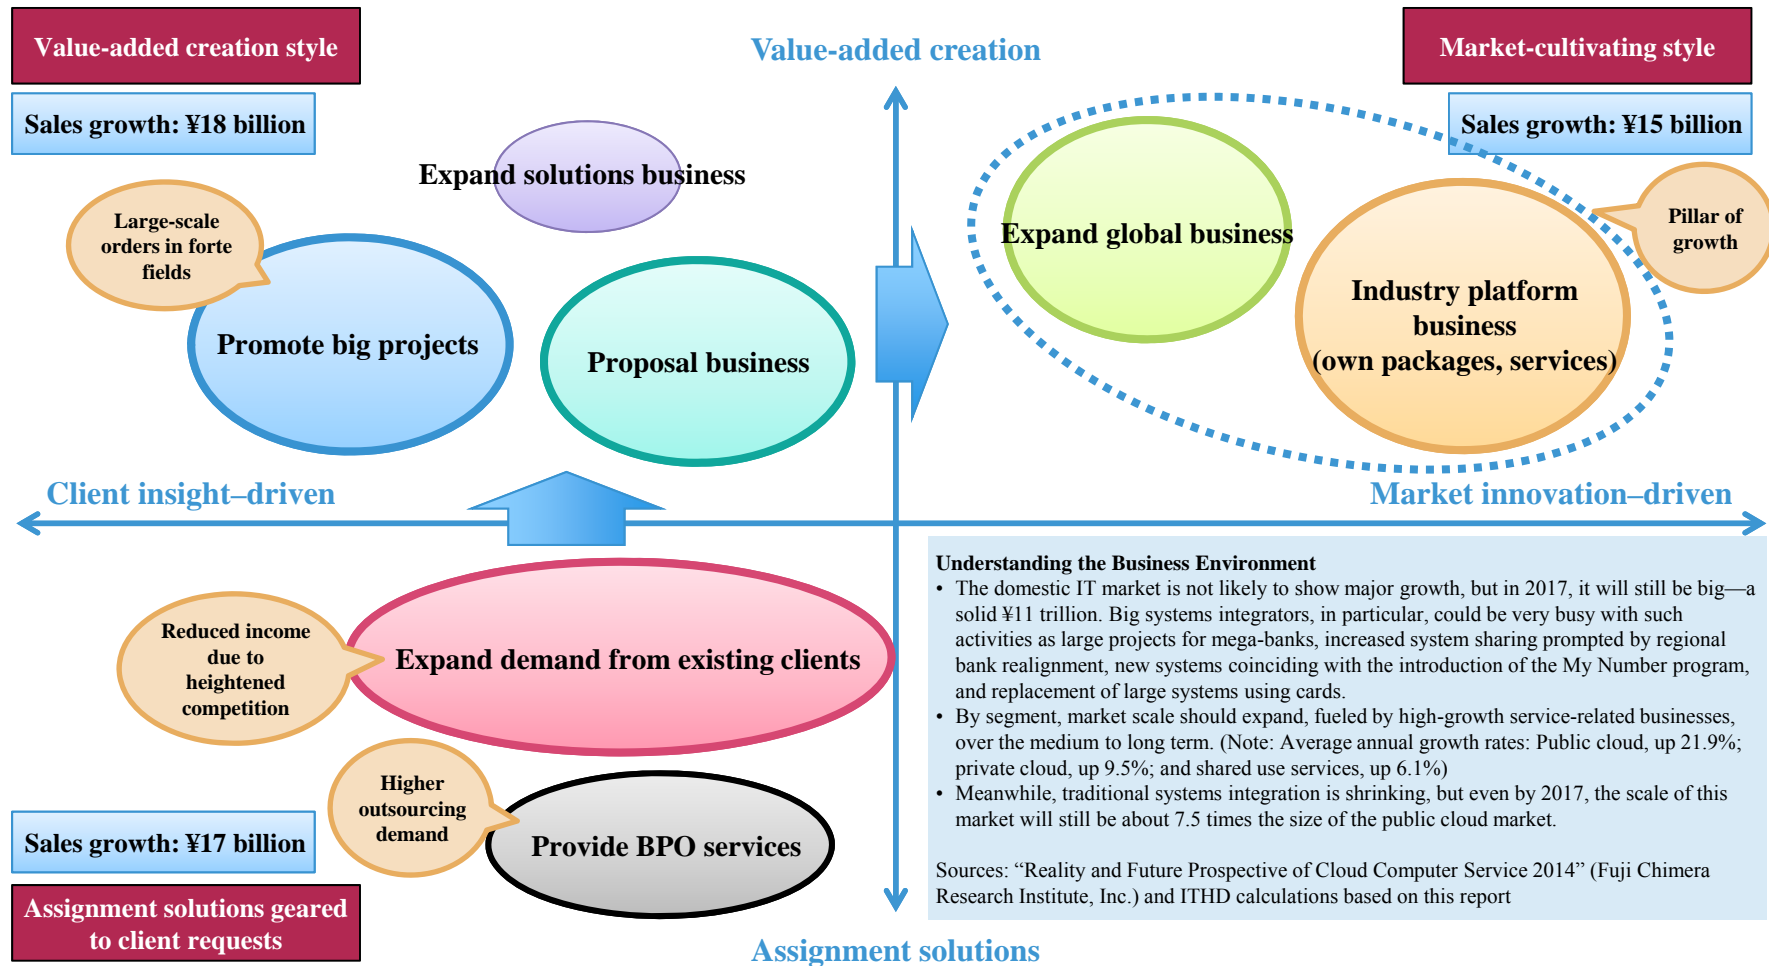 Value-added creation style
Value-added creation
Market-cultivating style
Sales growth: ¥18 billion
Sales growth: ¥15 billion
Expand solutions business
Large-scale
orders in forte
fields
Pillar of
growth
Expand global business
Industry platform
business
(own packages, services)
Promote big projects
Proposal business
Client insight–driven
Market innovation–driven
Reduced income
due to
heightened
competition
Expand demand from existing clients
Higher
outsourcing
demand
Provide BPO services
Sales growth: ¥17 billion
Assignment solutions geared
to client requests
Assignment solutions
Understanding the Business Environment
• The domestic IT market is not likely to show major growth, but in 2017, it will still be big—a
solid ¥11 trillion. Big systems integrators, in particular, could be very busy with such
activities as large projects for mega-banks, increased system sharing prompted by regional
bank realignment, new systems coinciding with the introduction of the My Number program,
and replacement of large systems using cards.
• By segment, market scale should expand, fueled by high-growth service-related businesses,
over the medium to long term. (Note: Average annual growth rates: Public cloud, up 21.9%;
private cloud, up 9.5%; and shared use services, up 6.1%)
• Meanwhile, traditional systems integration is shrinking, but even by 2017, the scale of this
market will still be about 7.5 times the size of the public cloud market.
Sources: “Reality and Future Prospective of Cloud Computer Service 2014” (Fuji Chimera
Research Institute, Inc.) and ITHD calculations based on this report